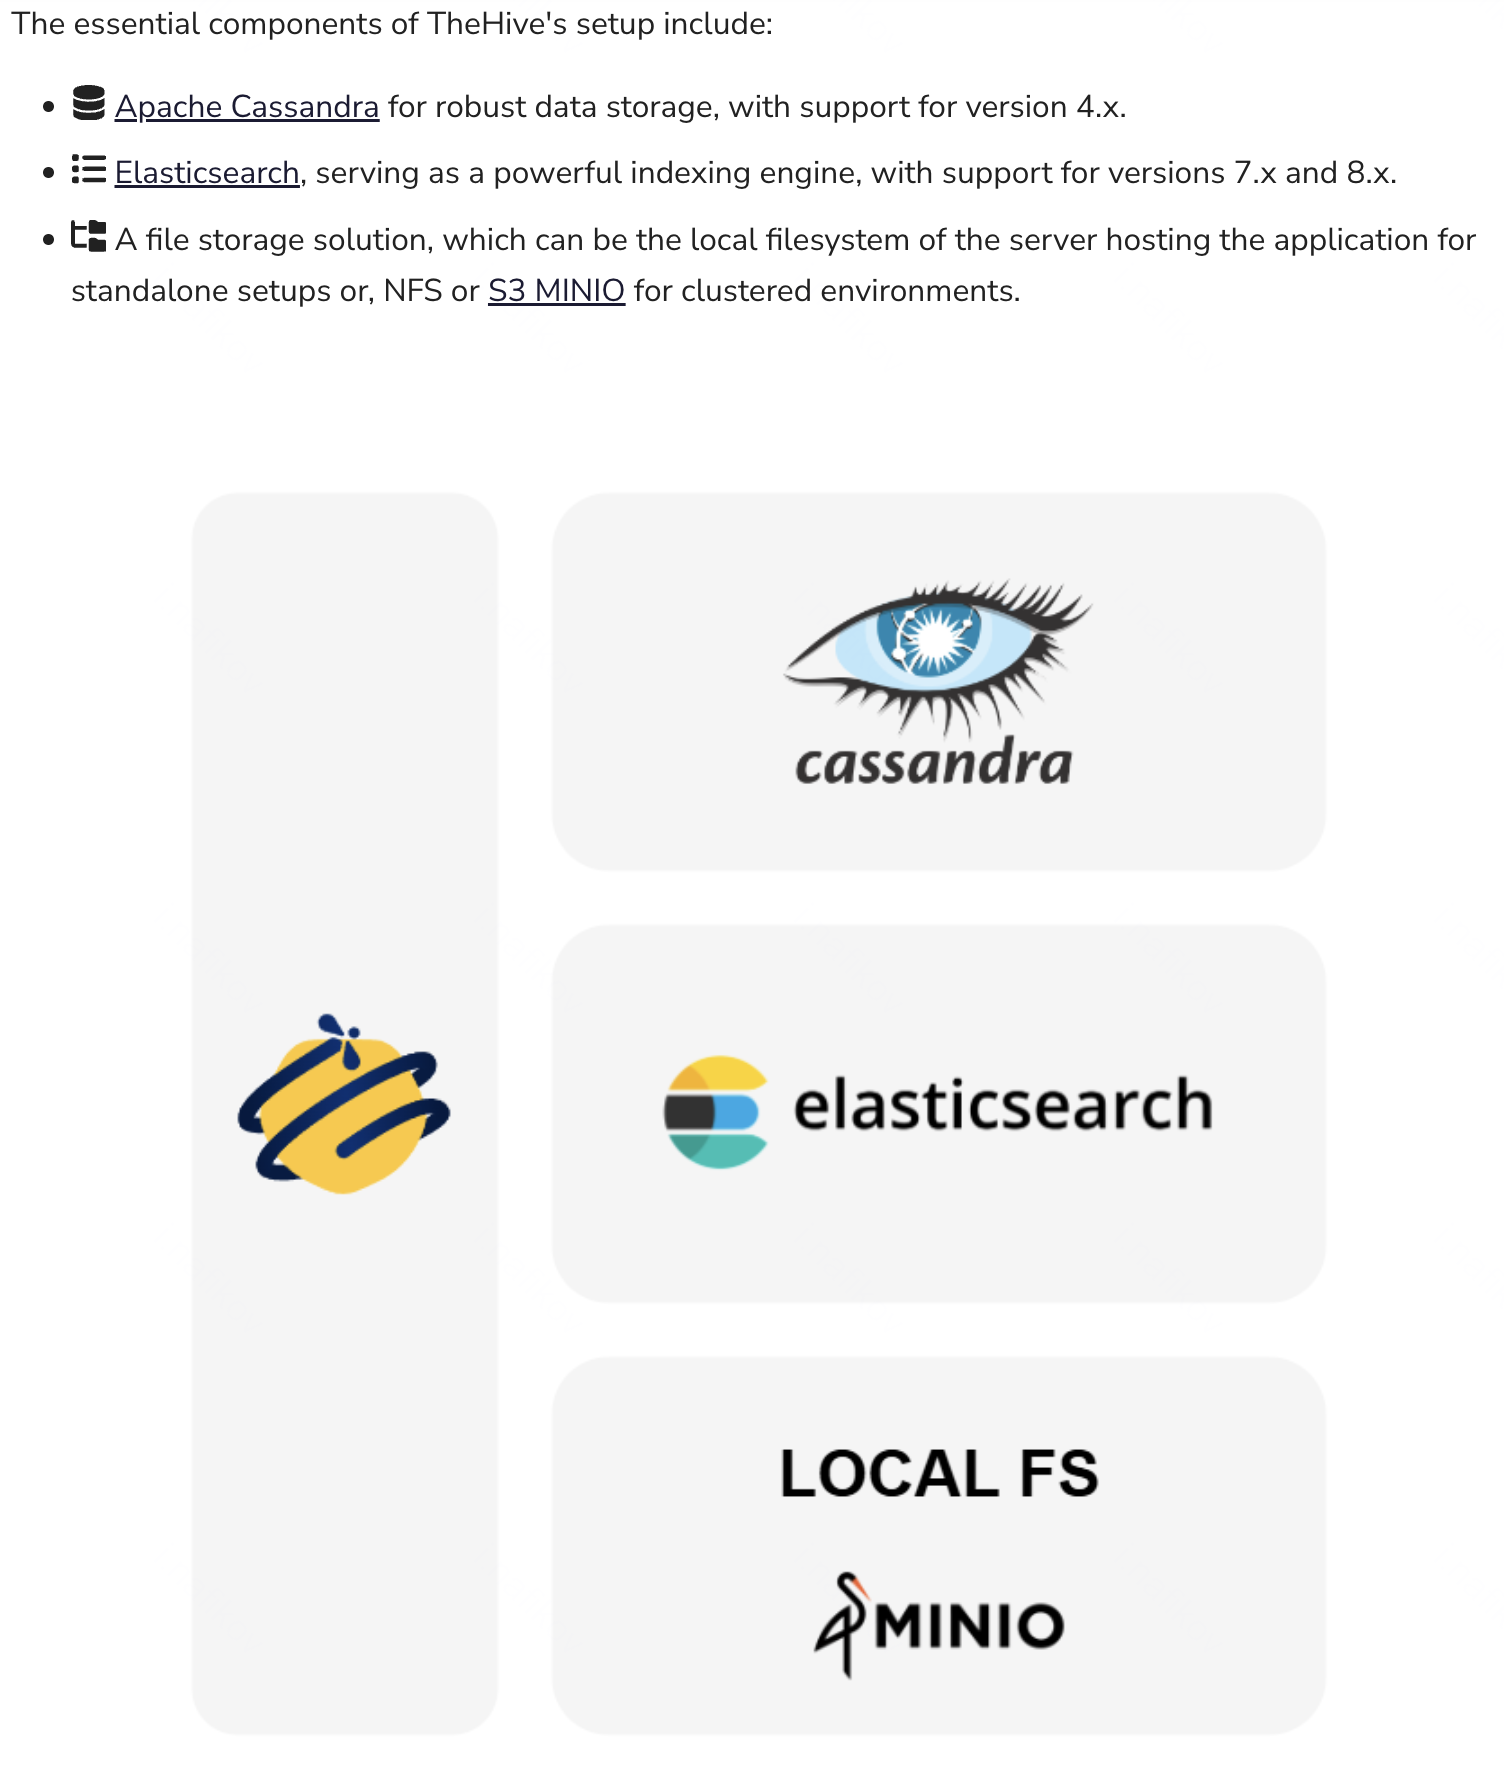 The essential components of TheHive's setup include:
Apache Cassandra for robust data storage, with support for version 4.x.
Elasticsearch, serving as a powerful indexing engine, with support for versions 7.x and 8.x.
A file storage solution, which can be the local filesystem of the server hosting the application for
standalone setups or, NFS or S3 MINIO for clustered environments.
cassandra
elasticsearch
LOCAL FS
MINIO